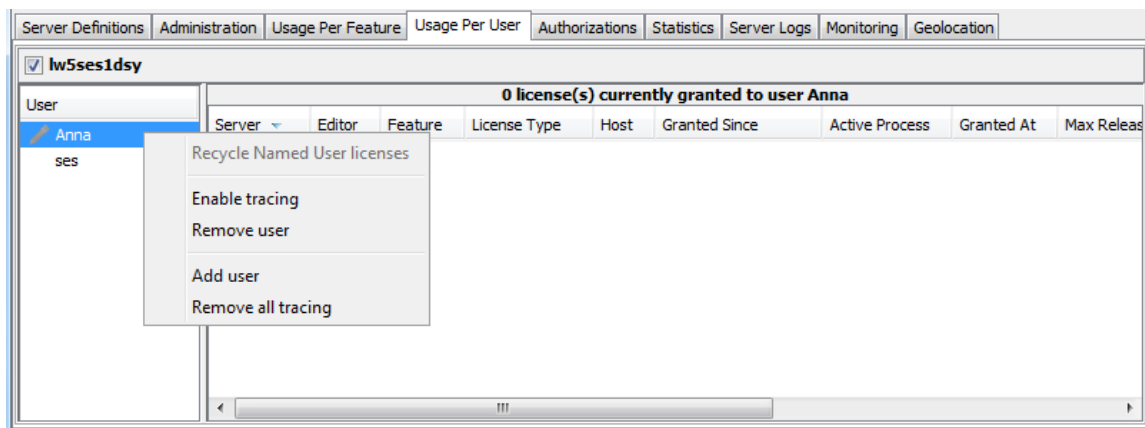 Server Definitions Administration Usage Per Feature Usage Per User Authorizations Statistics Server Logs Monitoring Geolocation
lw5ses1dsy
User
0 license(s) currently granted to user Anna
Server Editor Feature License Type Host Granted Since Active Process Granted At Max Releas
Anna
ses
Recycle Named User licenses
Enable tracing
Remove user
Add user
Remove all tracing